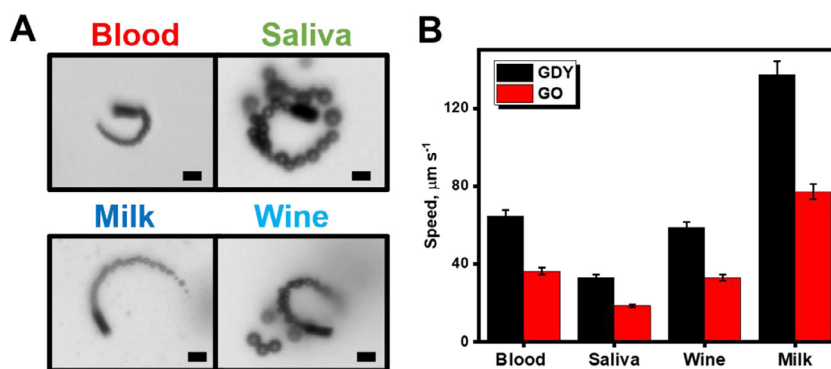 A
Blood
Saliva
Milk
Wine
B
GDY
GO
Speed, μm s⁻¹
120
80
40
0
Blood
Saliva
Wine
Milk